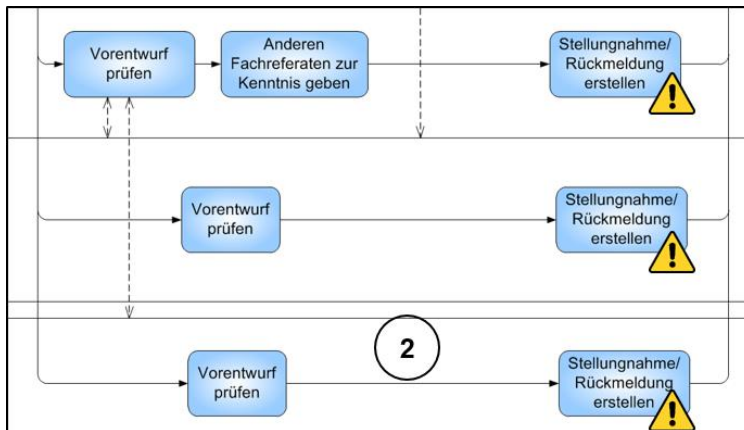 Vorentwurf
prüfen
Anderen
Fachreferaten zur
Kenntnis geben
Stellungnahme/
Rückmeldung
erstellen
Vorentwurf
prüfen
Stellungnahme/
Rückmeldung
erstellen
2
Vorentwurf
prüfen
Stellungnahme/
Rückmeldung
erstellen